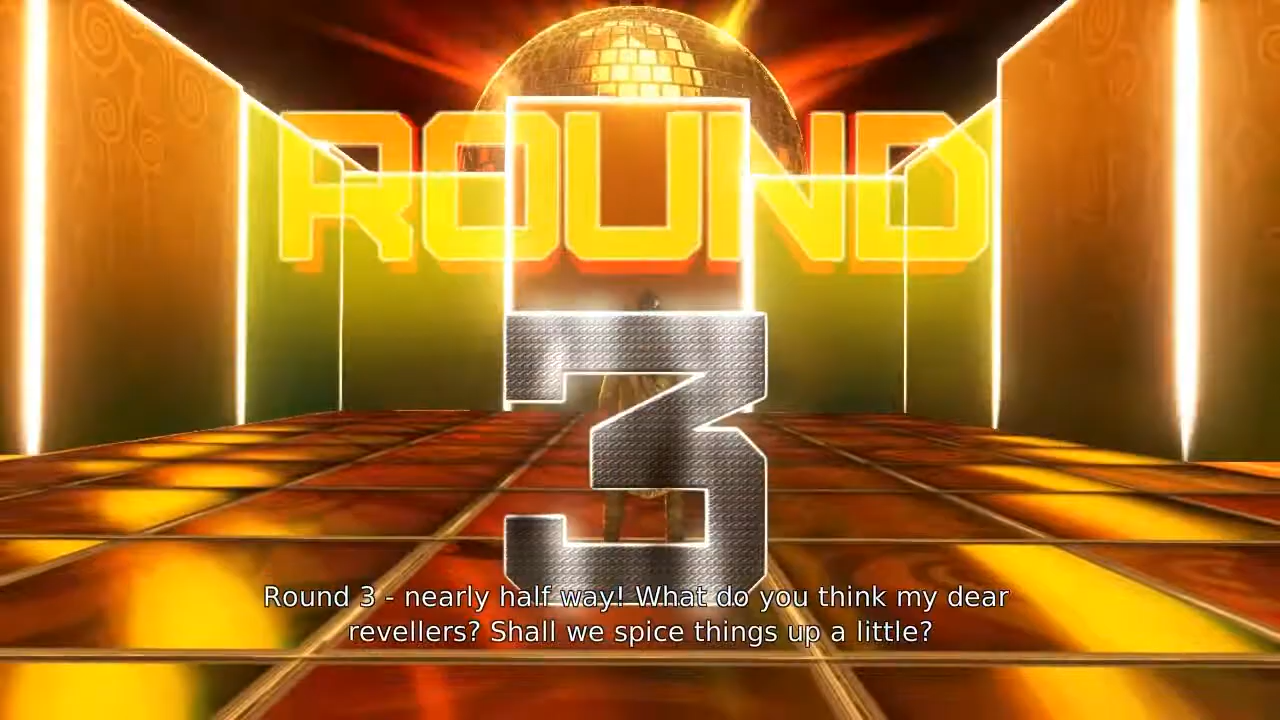 ROUND
3
Round 3 - nearly half way! What do you think my dear
revellers? Shall we spice things up a little?